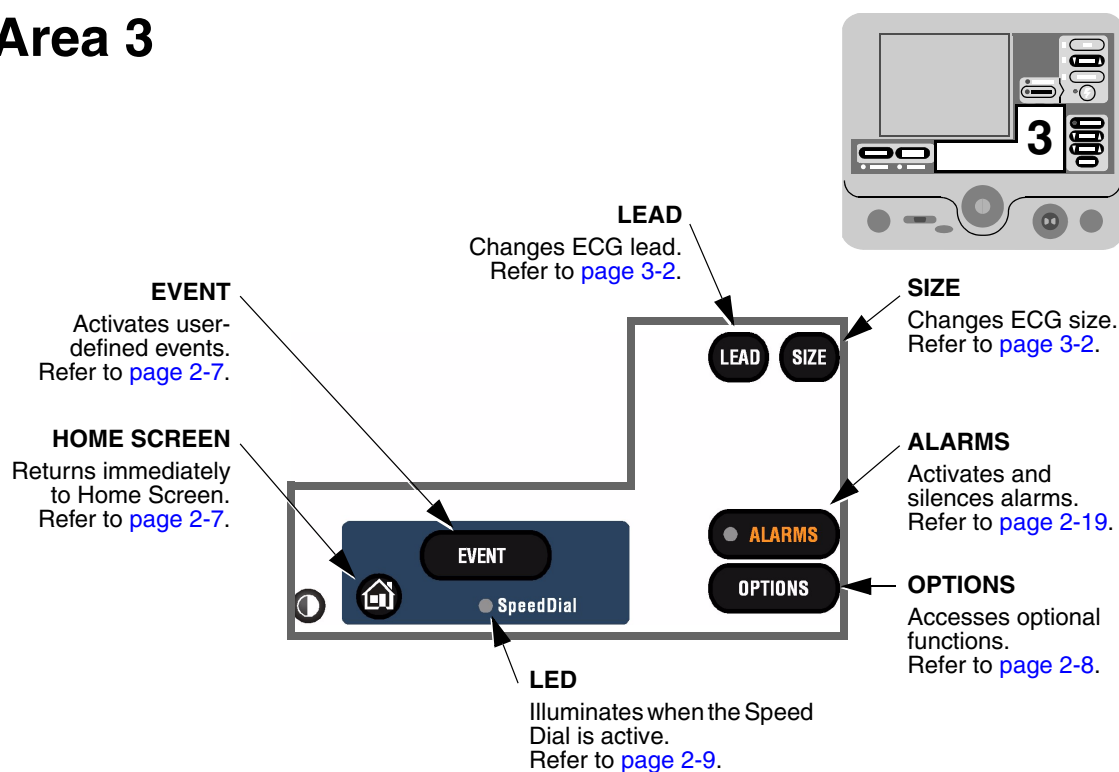 Area 3
3
LEAD
Changes ECG lead.
Refer to page 3-2.
EVENT
Activates user-
defined events.
Refer to page 2-7.
HOME SCREEN
Returns immediately
to Home Screen.
Refer to page 2-7.
SIZE
Changes ECG size.
Refer to page 3-2.
ALARMS
Activates and
silences alarms.
Refer to page 2-19.
OPTIONS
Accesses optional
functions.
Refer to page 2-8.
LED
Illuminates when the Speed
Dial is active.
Refer to page 2-9.
LEAD
SIZE
ALARMS
OPTIONS
EVENT
SpeedDial